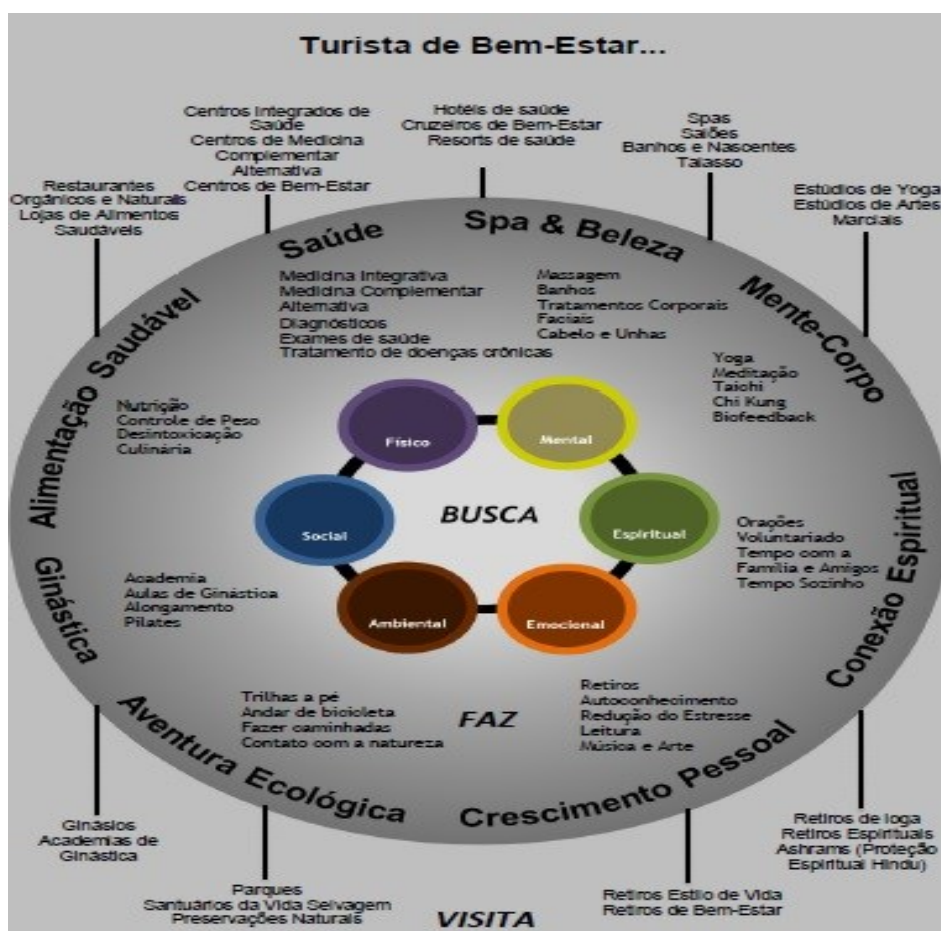 Turista de Bem-Estar...
Centros Integrados de
Saúde
Centros de Medicina
Complementar
Alternativa
Centros de Bem-Estar
Hotéis de saúde
Cruzeiros de Bem-Estar
Resorts de saúde
Spas
Salões
Banhos e Nascentes
Talasso
Restaurantes
Orgânicos e Naturais
Lojas de Alimentos
Saudáveis
Estúdios de Yoga
Estúdios de Artes
Marciais
Saúde
Spa & Beleza
Mente-Corpo
Alimentação Saudável
Medicina Integrativa
Medicina Complementar
Alternativa
Diagnósticos
Exames de saúde
Tratamento de doenças crônicas
Massagem
Banhos
Tratamentos Corporais
Faciais
Cabelo e Unhas
Yoga
Meditação
Taichi
Chi Kung
Biofeedback
Nutrição
Controle de Peso
Desintoxicação
Culinária
Físico
Mental
Social
BUSCA
Espiritual
Ambiental
Emocional
Orações
Voluntariado
Tempo com a
Família e Amigos
Tempo Sozinho
Conexão Espiritual
Ginástica
Academia
Aulas de Ginástica
Alongamento
Pilates
Trilhas a pé
Andar de bicicleta
Fazer caminhadas
Contato com a natureza
FAZ
Retiros
Autoconhecimento
Redução do Estresse
Leitura
Música e Arte
Aventura Ecológica
Crescimento Pessoal
Ginásios
Academias de
Ginástica
Parques
Santuários da Vida Selvagem
Preservações Naturais
VISITA
Retiros Estilo de Vida
Retiros de Bem-Estar
Retiros de Ioga
Retiros Espirituais
Ashrams (Proteção
Espiritual Hindu)